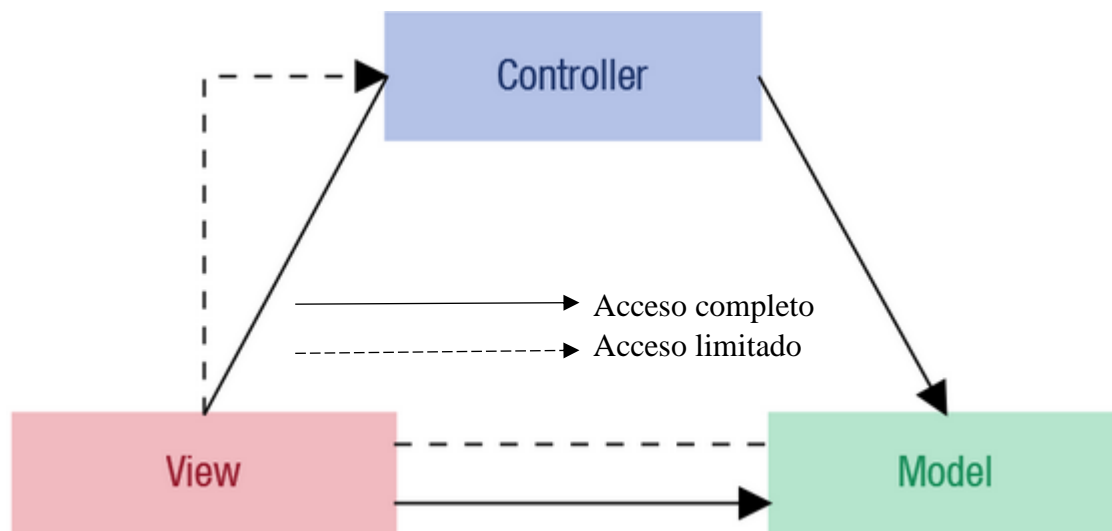 Controller
Acceso completo
Acceso limitado
View
Model